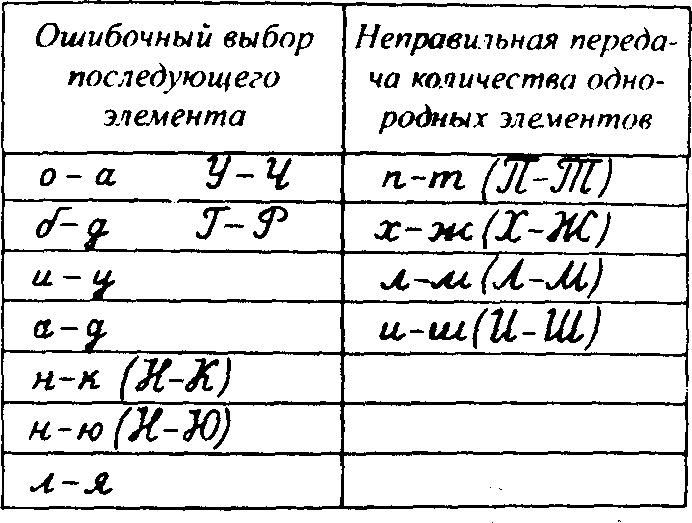 Ошибочный выбор
последующего
элемента
Неправильная переда-
ча количества одно-
родных элементов
о-а У-Ч
п-т (П-Т)
б-д Г-Р
х-ж (Х-Ж)
и-у
л-м (Л-М)
а-д
и-ш (И-Ш)
н-к (Н-К)
н-ю (Н-Ю)
л-я